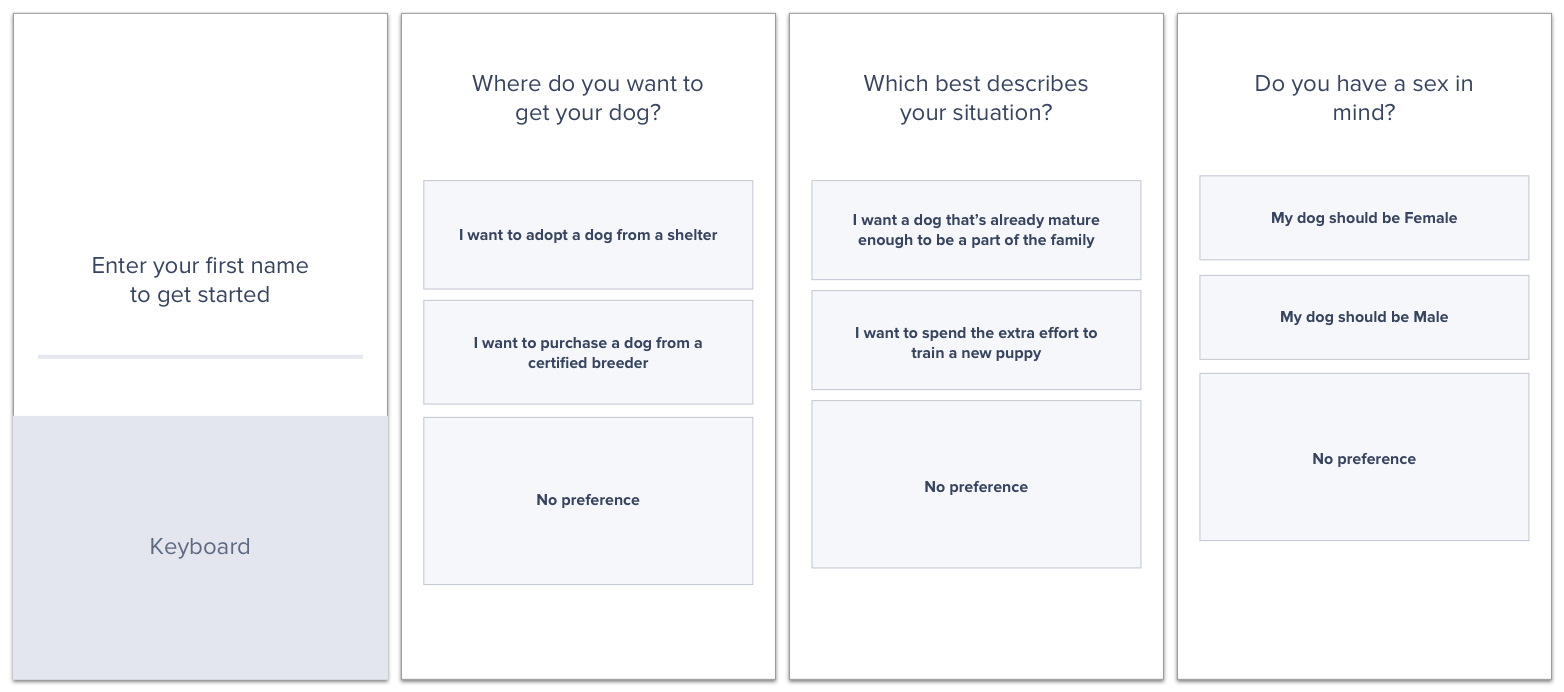 Enter your first name
to get started
Keyboard
Where do you want to
get your dog?
I want to adopt a dog from a shelter
I want to purchase a dog from a
certified breeder
No preference
Which best describes
your situation?
I want a dog that’s already mature
enough to be a part of the family
I want to spend the extra effort to
train a new puppy
No preference
Do you have a sex in
mind?
My dog should be Female
My dog should be Male
No preference